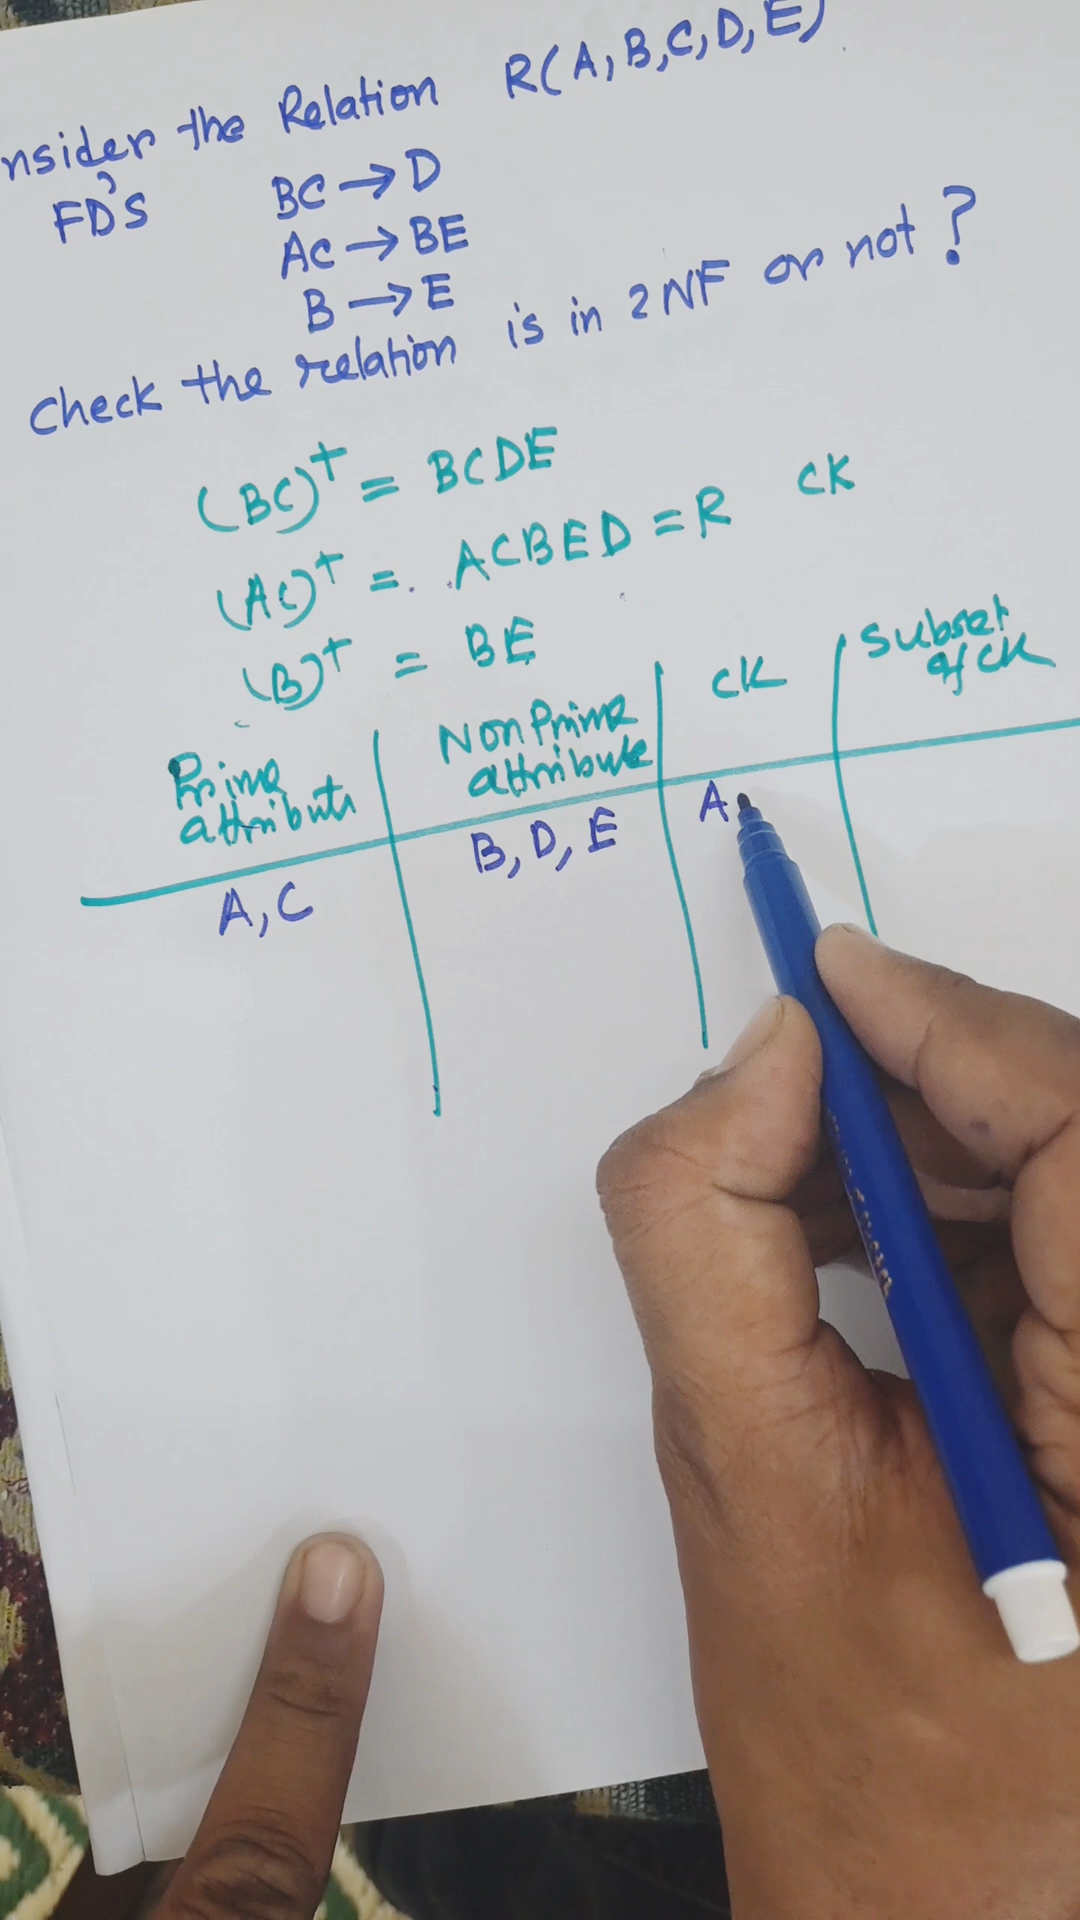 nsider the Relation R(A,B,C,D,E)
FD'S BC→D
AC→BE
B→E
check the relation is in 2NF or not?
(BC)⁺ = BCDE
(AC)⁺ = ACBED = R CK
(B)⁺ = BE
Prime attribute
Non Prime attribute
CK
Subset of CK
A,C
B,D,E
A